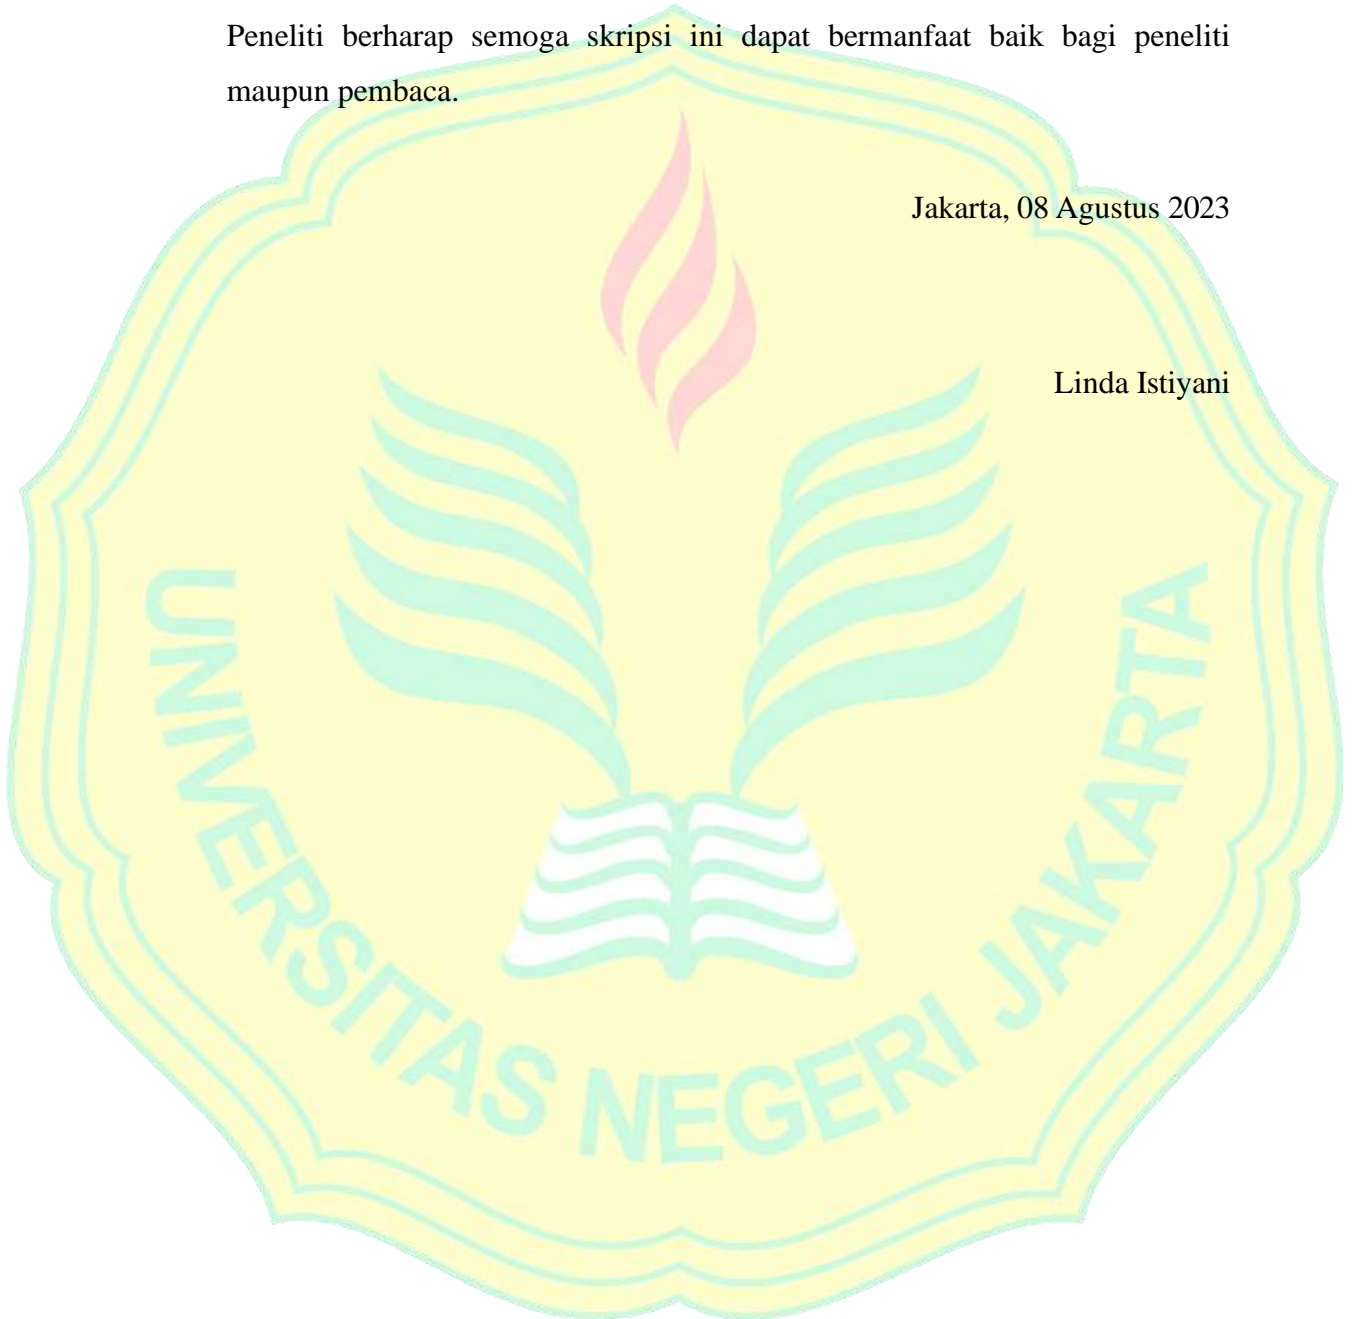 Peneliti berharap semoga skripsi ini dapat bermanfaat baik bagi peneliti
maupun pembaca.
Jakarta, 08 Agustus 2023
Linda Istiyani
UNIVERSITAS NEGERI JAKARTA